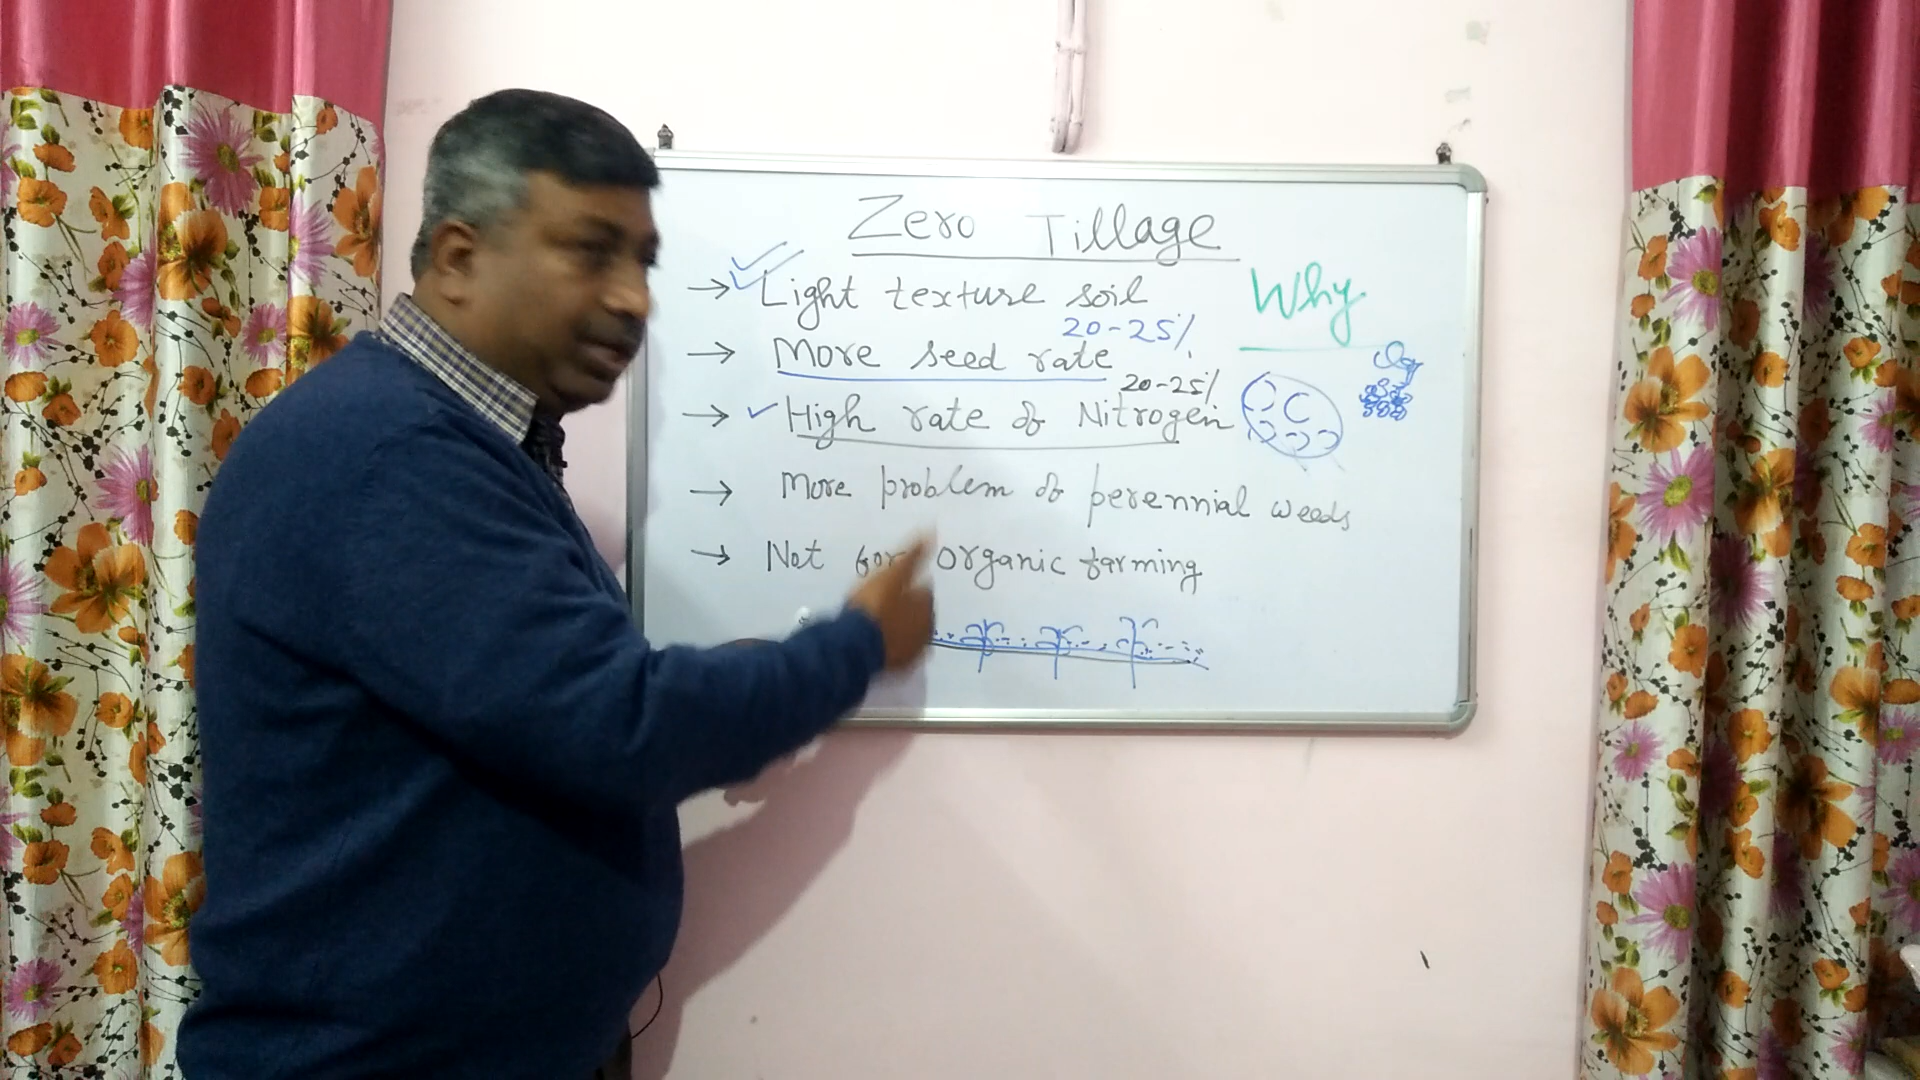 Zero Tillage
→ Light texture soil
Why
20-25%
→ More seed rate
20-25%
→ High rate of Nitrogen
C
→ More problem of perennial weeds
→ Not for organic farming